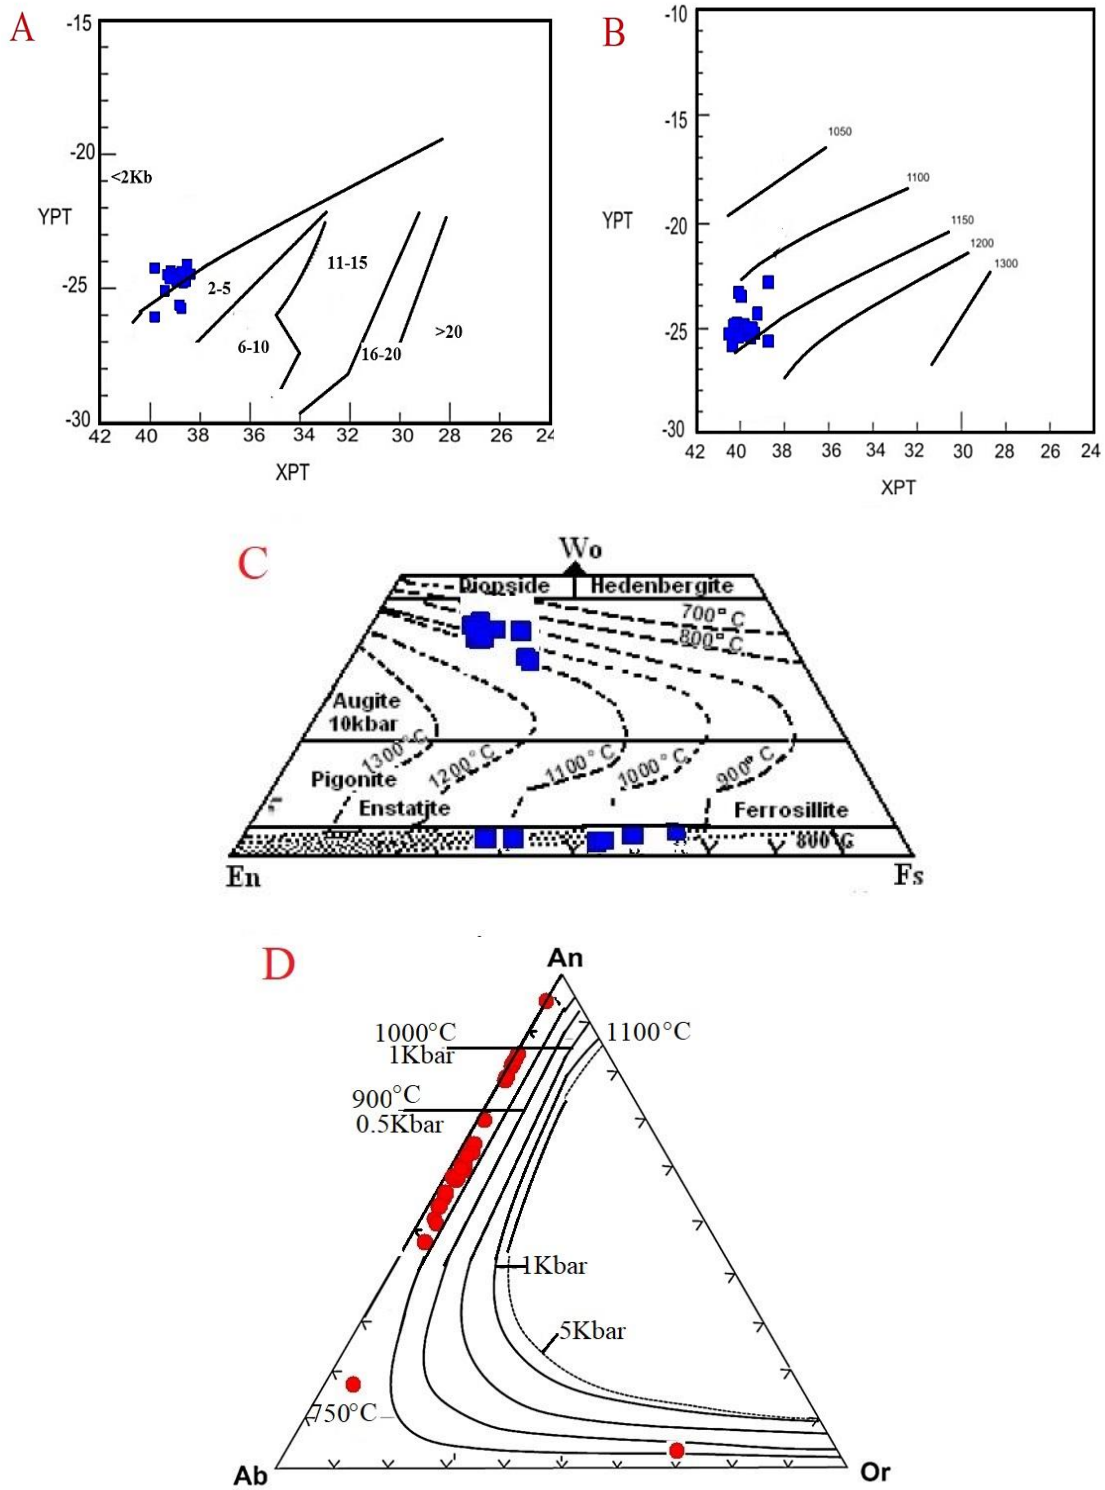 A
-15
-20
<2Kb
YPT
11-15
-25
2-5
>20
6-10
16-20
-30
42 40 38 36 34 32 29 28 26 24
XPT
B
-10
-15
1050
1100
YPT
-20
1150
1200
1300
-25
-30
42 40 38 36 34 32 30 28 26 24
XPT
C
Wo
Diopside Hedenbergite
700°C
800°C
Augite
10kbar
1300°C 1200°C 1100°C 1000°C 900°C
Pigonite
Enstatite Ferrosillite
800°G
En Fs
D
An
1000°C 1100°C
1Kbar
900°C
0.5Kbar
1Kbar
5Kbar
750°C
Ab Or